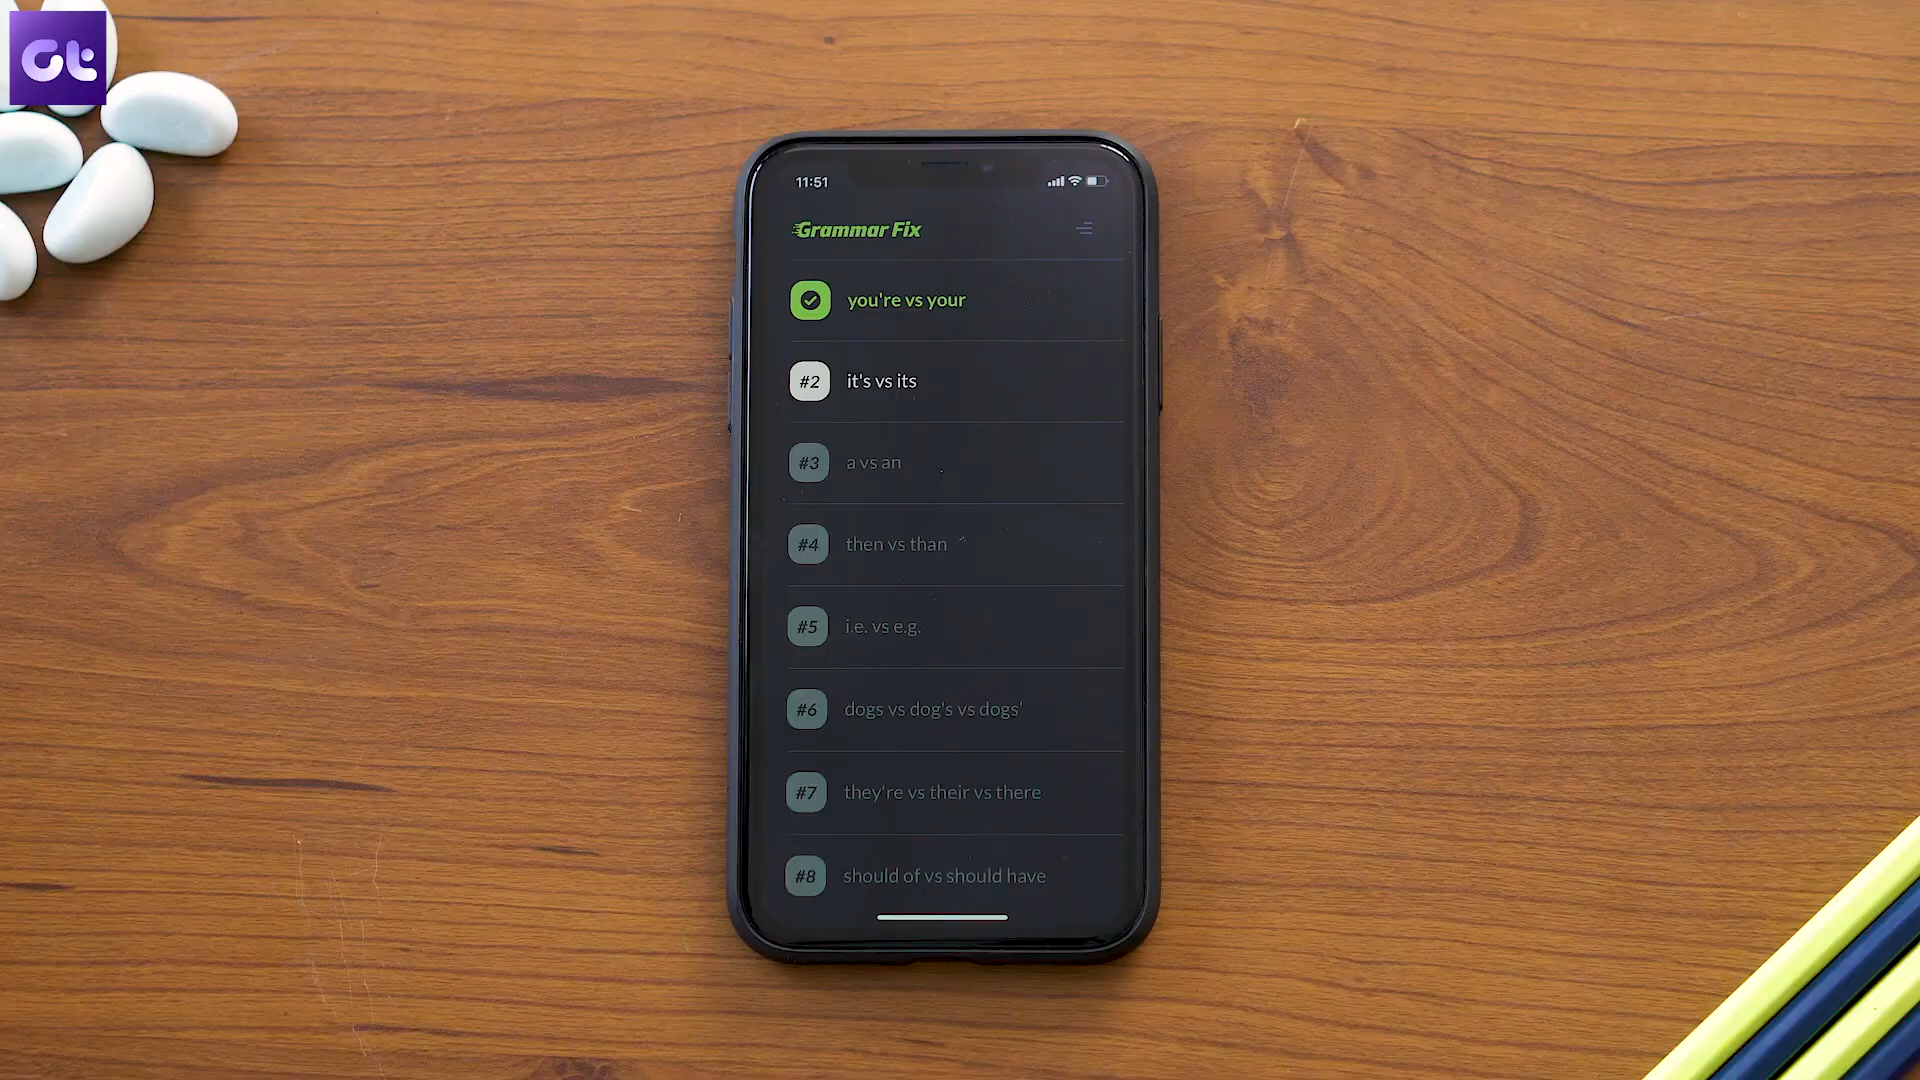 Gt
11:51
Grammar Fix
you're vs your
#2 it's vs its
#3 a vs an
#4 then vs than
#5 i.e. vs e.g.
#6 dogs vs dog's vs dogs'
#7 they're vs their vs there
#8 should of vs should have